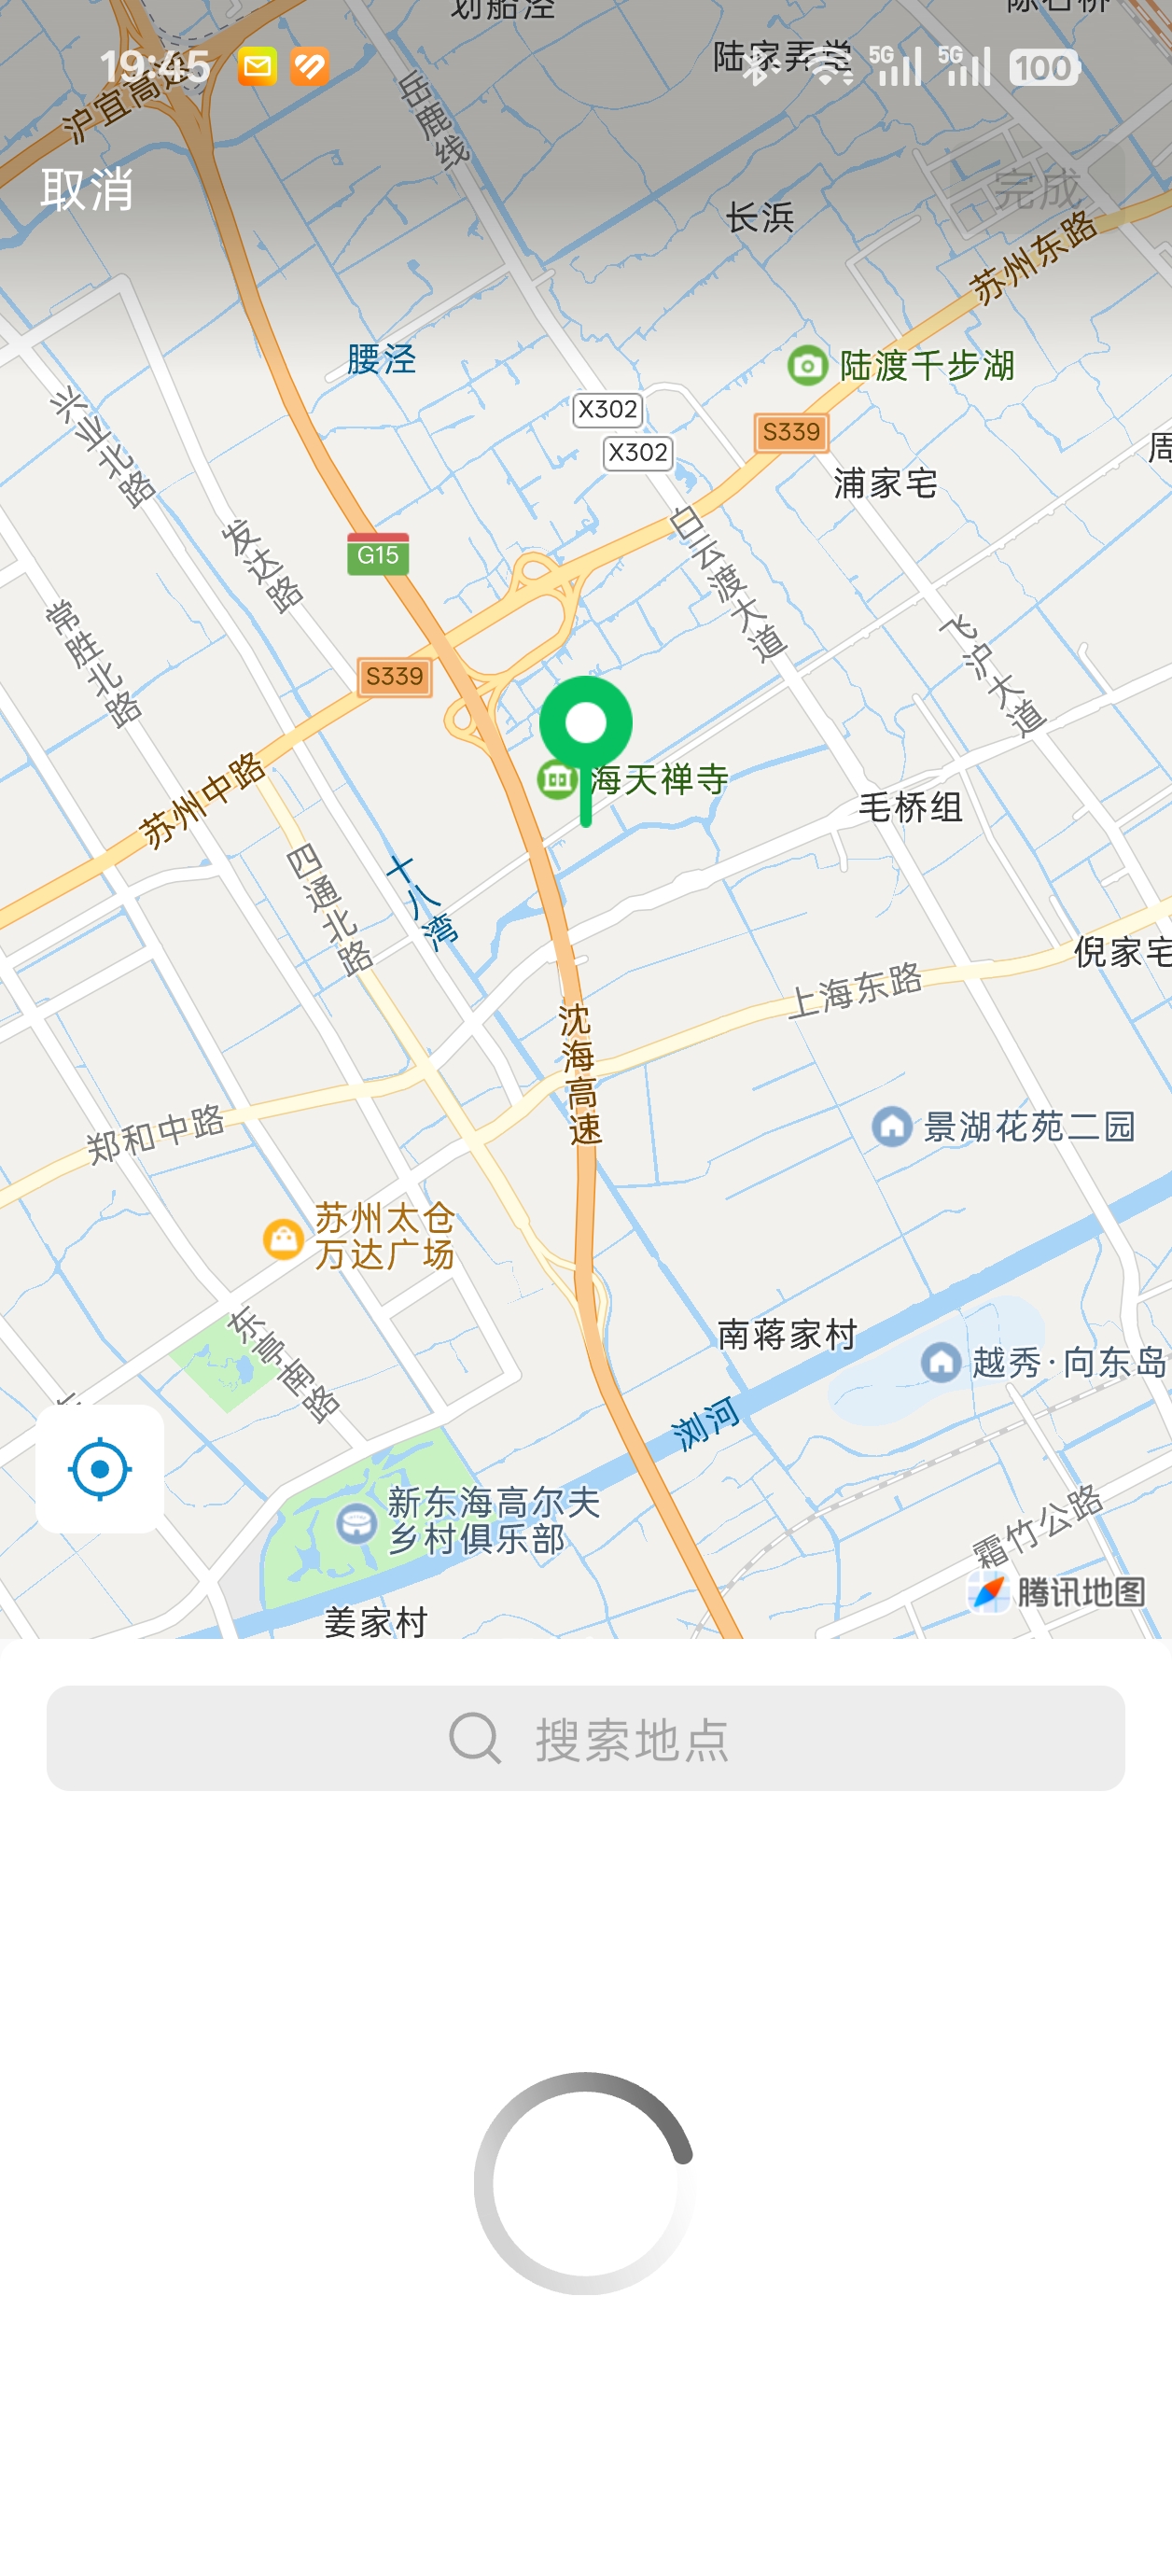 划船泾
陈石桥
陆家弄堂
19:45
5G
5G
100
沪宜高速
岳鹿线
取消
完成
长浜
苏州东路
腰泾
陆渡千步湖
兴业北路
X302
S339
X302
周
浦家宅
白云渡大道
发达路
G15
常胜北路
飞沪大道
S339
海天禅寺
苏州中路
毛桥组
四通北路
十八湾
倪家宅
上海东路
沈海高速
郑和中路
景湖花苑二园
苏州太仓
万达广场
东亭南路
南蒋家村
越秀·向东岛
浏河
新东海高尔夫
乡村俱乐部
霜竹公路
腾讯地图
姜家村
搜索地点